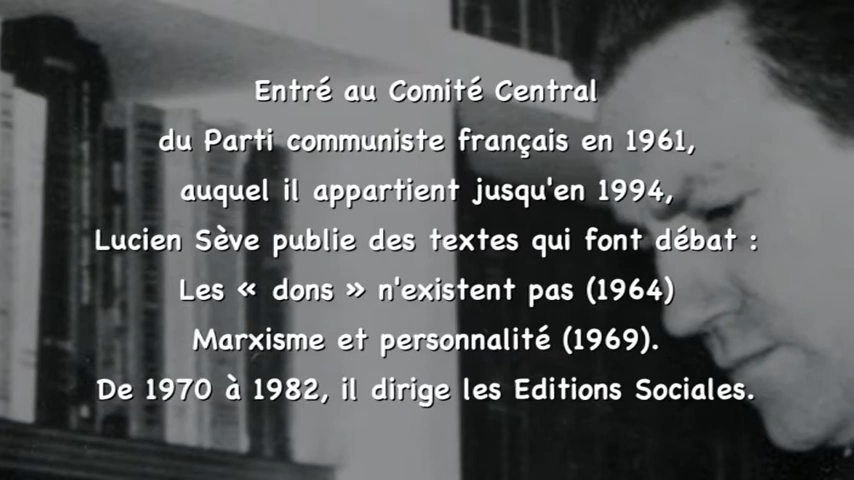 Entré au Comité Central
du Parti communiste français en 1961,
auquel il appartient jusqu'en 1994,
Lucien Sève publie des textes qui font débat :
Les « dons » n'existent pas (1964)
Marxisme et personnalité (1969).
De 1970 à 1982, il dirige les Editions Sociales.